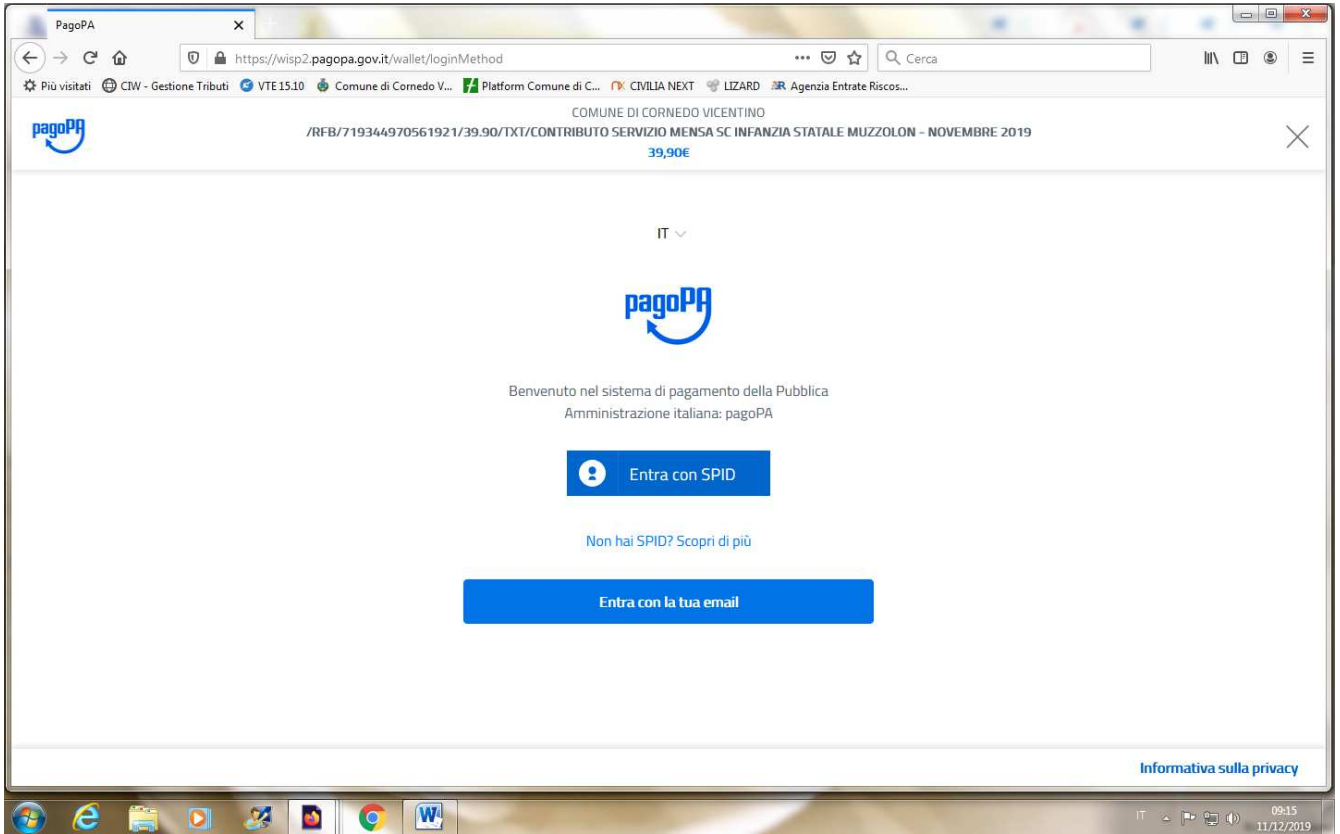 PagoPA
https://wisp2.pagopa.gov.it/wallet/loginMethod
Cerca
Più visitati CIW - Gestione Tributi VTE 15.10 Comune di Cornedo V... Platform Comune di C... CIVILIA NEXT LIZARD Agenzia Entrate Riscos...
pagoPA
COMUNE DI CORNEDO VICENTINO
/RFB/719344970561921/39.90/TXT/CONTRIBUTO SERVIZIO MENSA SC INFANZIA STATALE MUZZOLON - NOVEMBRE 2019
39,90€
IT
pagoPA
Benvenuto nel sistema di pagamento della Pubblica
Amministrazione italiana: pagoPA
Entra con SPID
Non hai SPID? Scopri di più
Entra con la tua email
Informativa sulla privacy
IT
09:15
11/12/2019